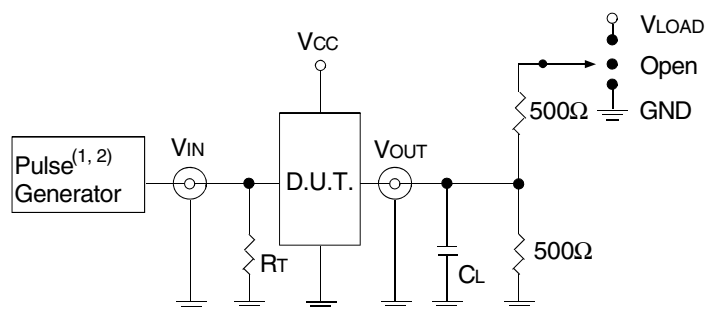 VLOAD
VCC
Open
500Ω
GND
VIN
VOUT
Pulse(1, 2)
Generator
D.U.T.
RT
CL
500Ω